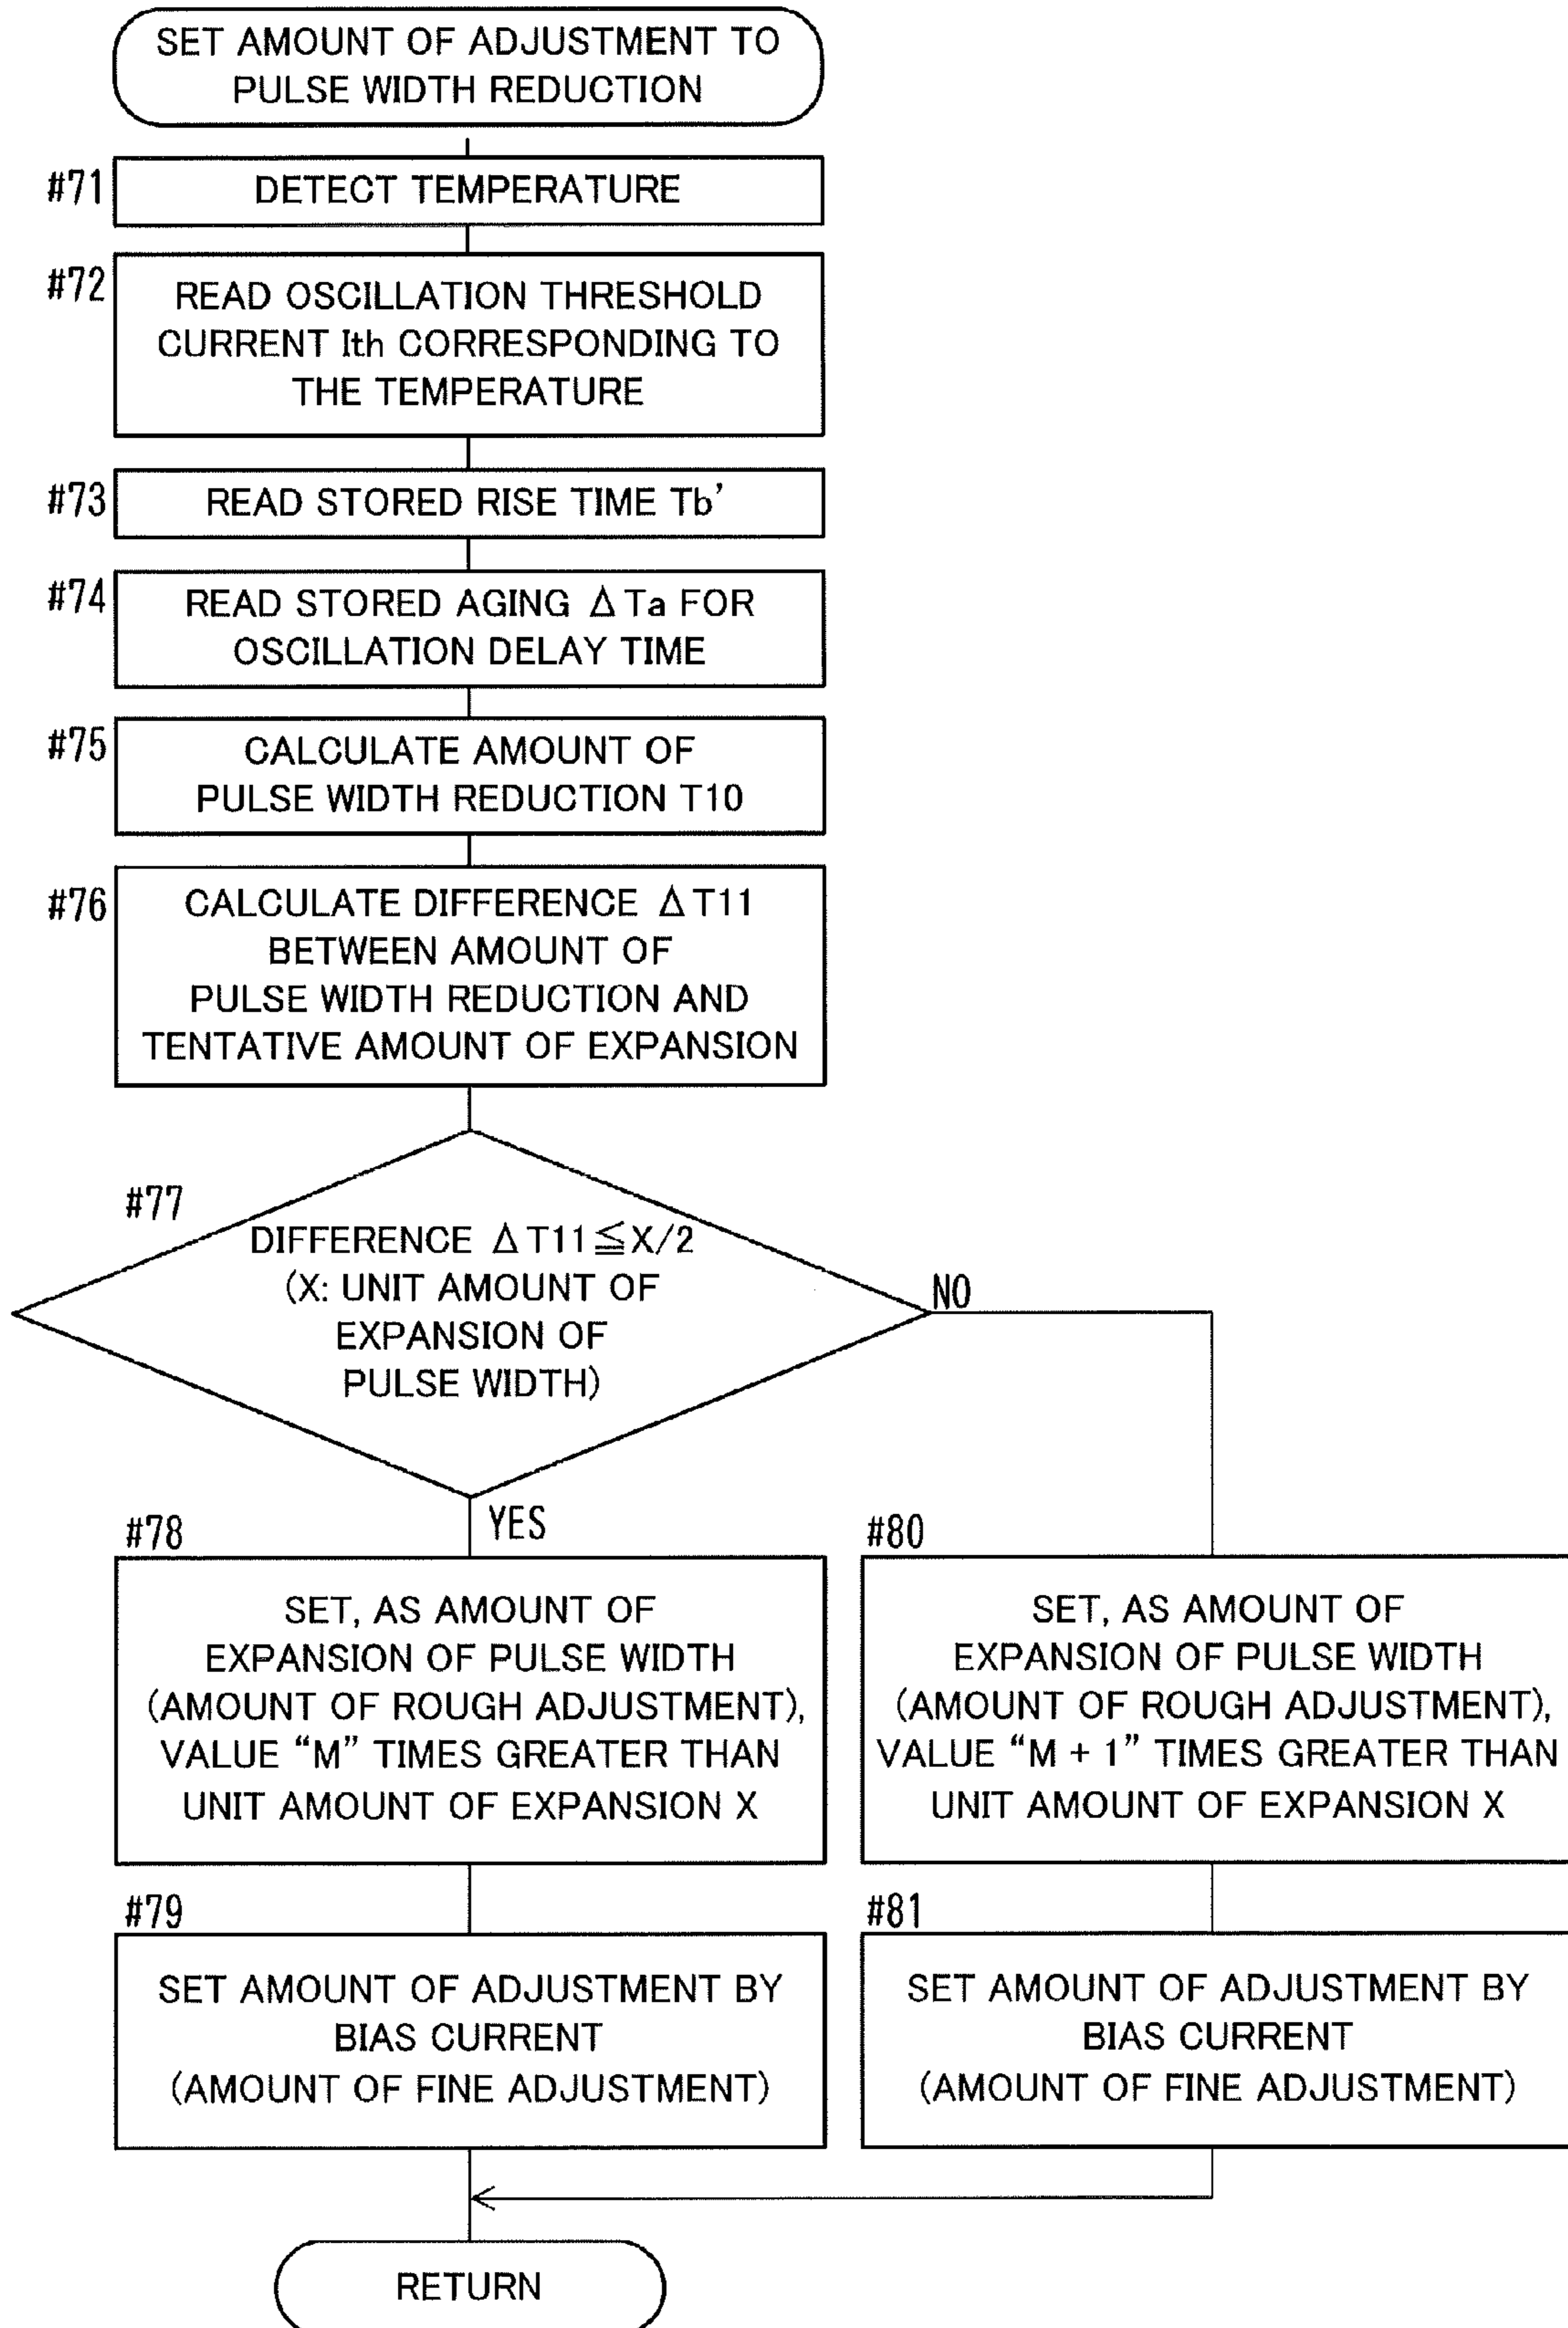 SET AMOUNT OF ADJUSTMENT TO
PULSE WIDTH REDUCTION
#71
DETECT TEMPERATURE
#72
READ OSCILLATION THRESHOLD
CURRENT Ith CORRESPONDING TO
THE TEMPERATURE
#73
READ STORED RISE TIME Tb’
#74
READ STORED AGING ΔTa FOR
OSCILLATION DELAY TIME
#75
CALCULATE AMOUNT OF
PULSE WIDTH REDUCTION T10
#76
CALCULATE DIFFERENCE ΔT11
BETWEEN AMOUNT OF
PULSE WIDTH REDUCTION AND
TENTATIVE AMOUNT OF EXPANSION
#77
DIFFERENCE ΔT11≦X/2
(X: UNIT AMOUNT OF
EXPANSION OF
PULSE WIDTH)
NO
YES
#78
SET, AS AMOUNT OF
EXPANSION OF PULSE WIDTH
(AMOUNT OF ROUGH ADJUSTMENT),
VALUE “M” TIMES GREATER THAN
UNIT AMOUNT OF EXPANSION X
#80
SET, AS AMOUNT OF
EXPANSION OF PULSE WIDTH
(AMOUNT OF ROUGH ADJUSTMENT),
VALUE “M + 1” TIMES GREATER THAN
UNIT AMOUNT OF EXPANSION X
#79
SET AMOUNT OF ADJUSTMENT BY
BIAS CURRENT
(AMOUNT OF FINE ADJUSTMENT)
#81
SET AMOUNT OF ADJUSTMENT BY
BIAS CURRENT
(AMOUNT OF FINE ADJUSTMENT)
RETURN